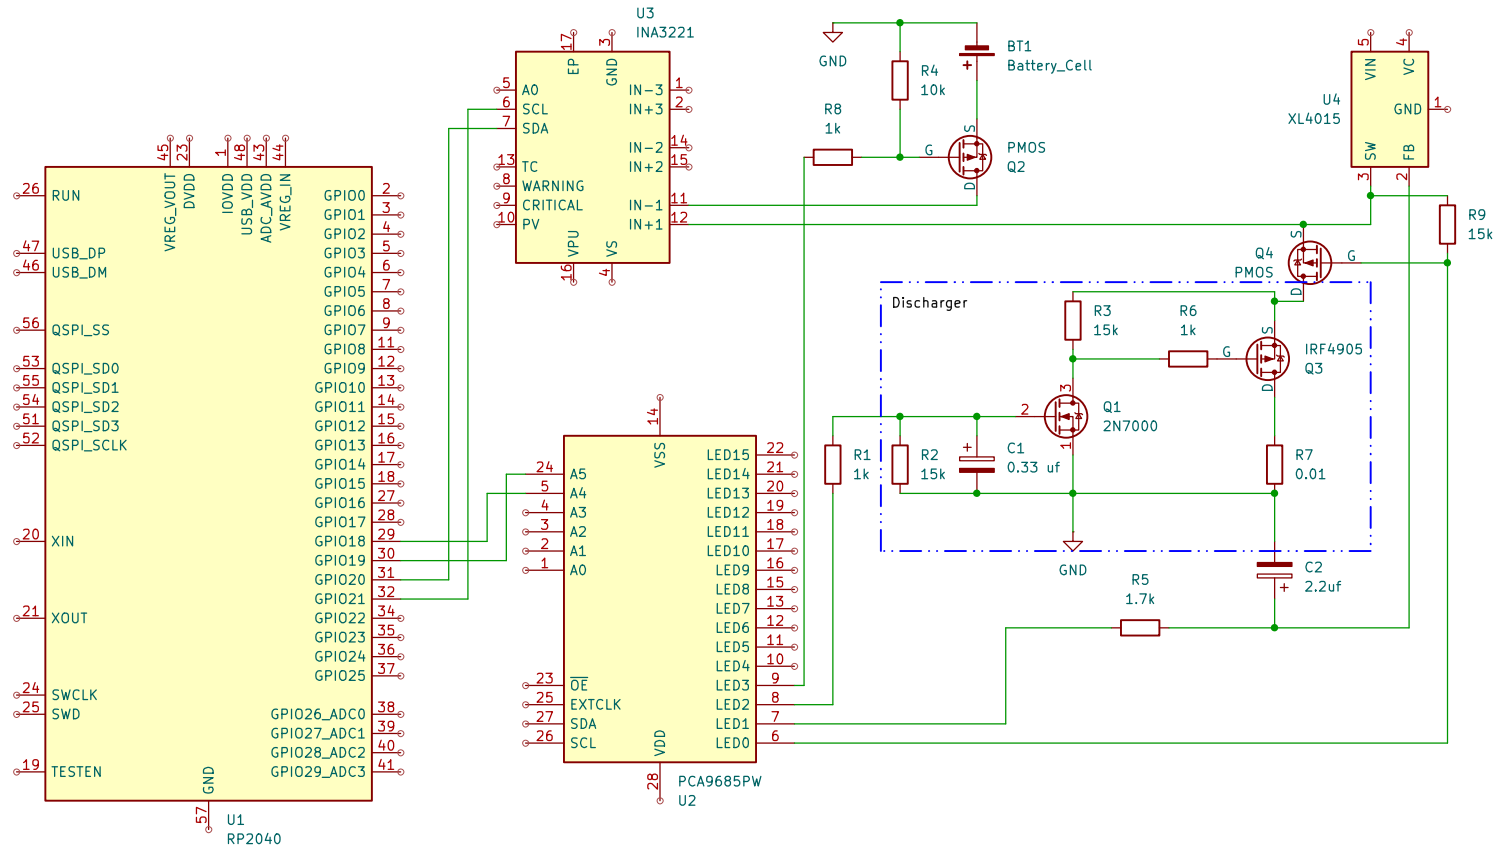 U3
INA3221
17
EP
3
GND
5 A0
6 SCL
7 SDA
13 TC
8 WARNING
9 CRITICAL
10 PV
IN-3 1
IN+3 2
IN-2 14
IN+2 15
IN-1 11
IN+1 12
VPU
16
VS
4
GND
R4
10k
R8
1k
BT1
+
Battery_Cell
S
G
D
PMOS
Q2
5
VIN
4
VC
U4
XL4015
GND 1
SW
3
FB
2
R9
15k
S
Q4
PMOS
G
D
45
VREG_VOUT
23
DVDD
1
IOVDD
48
USB_VDD
43
ADC_AVDD
44
VREG_IN
26 RUN
47 USB_DP
46 USB_DM
56 QSPI_SS
53 QSPI_SD0
55 QSPI_SD1
54 QSPI_SD2
51 QSPI_SD3
52 QSPI_SCLK
20 XIN
21 XOUT
24 SWCLK
25 SWD
19 TESTEN
GPIO0 2
GPIO1 3
GPIO2 4
GPIO3 5
GPIO4 6
GPIO5 7
GPIO6 8
GPIO7 9
GPIO8 11
GPIO9 12
GPIO10 13
GPIO11 14
GPIO12 15
GPIO13 16
GPIO14 17
GPIO15 18
GPIO16 27
GPIO17 28
GPIO18 29
GPIO19 30
GPIO20 31
GPIO21 32
GPIO22 34
GPIO23 35
GPIO24 36
GPIO25 37
GPIO26_ADC0 38
GPIO27_ADC1 39
GPIO28_ADC2 40
GPIO29_ADC3 41
GND
57
U1
RP2040
14
VSS
24 A5
5 A4
4 A3
3 A2
2 A1
1 A0
23 OE
25 EXTCLK
27 SDA
26 SCL
LED15 22
LED14 21
LED13 20
LED12 19
LED11 18
LED10 17
LED9 16
LED8 15
LED7 13
LED6 12
LED5 11
LED4 10
LED3 9
LED2 8
LED1 7
LED0 6
VDD
28
PCA9685PW
U2
Discharger
R3
15k
R6
1k
S
G
D
IRF4905
Q3
3
2
1
Q1
2N7000
R1
1k
R2
15k
+
C1
0.33 uf
R7
0.01
GND
C2
2.2uf
+
R5
1.7k